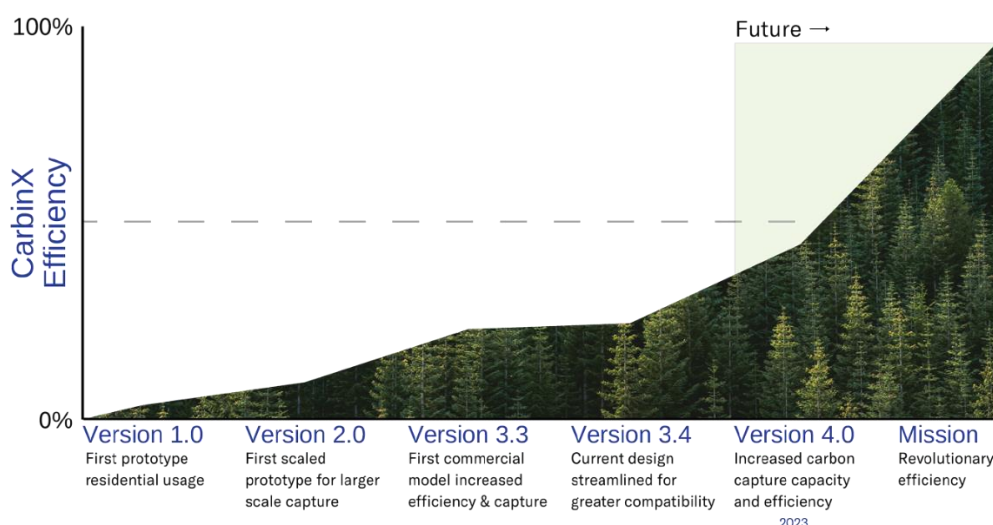 100%
Future →
CarbinX
Efficiency
0%
Version 1.0
First prototype
residential usage
Version 2.0
First scaled
prototype for larger
scale capture
Version 3.3
First commercial
model increased
efficiency & capture
Version 3.4
Current design
streamlined for
greater compatibility
Version 4.0
Increased carbon
capture capacity
and efficiency
2023
Mission
Revolutionary
efficiency